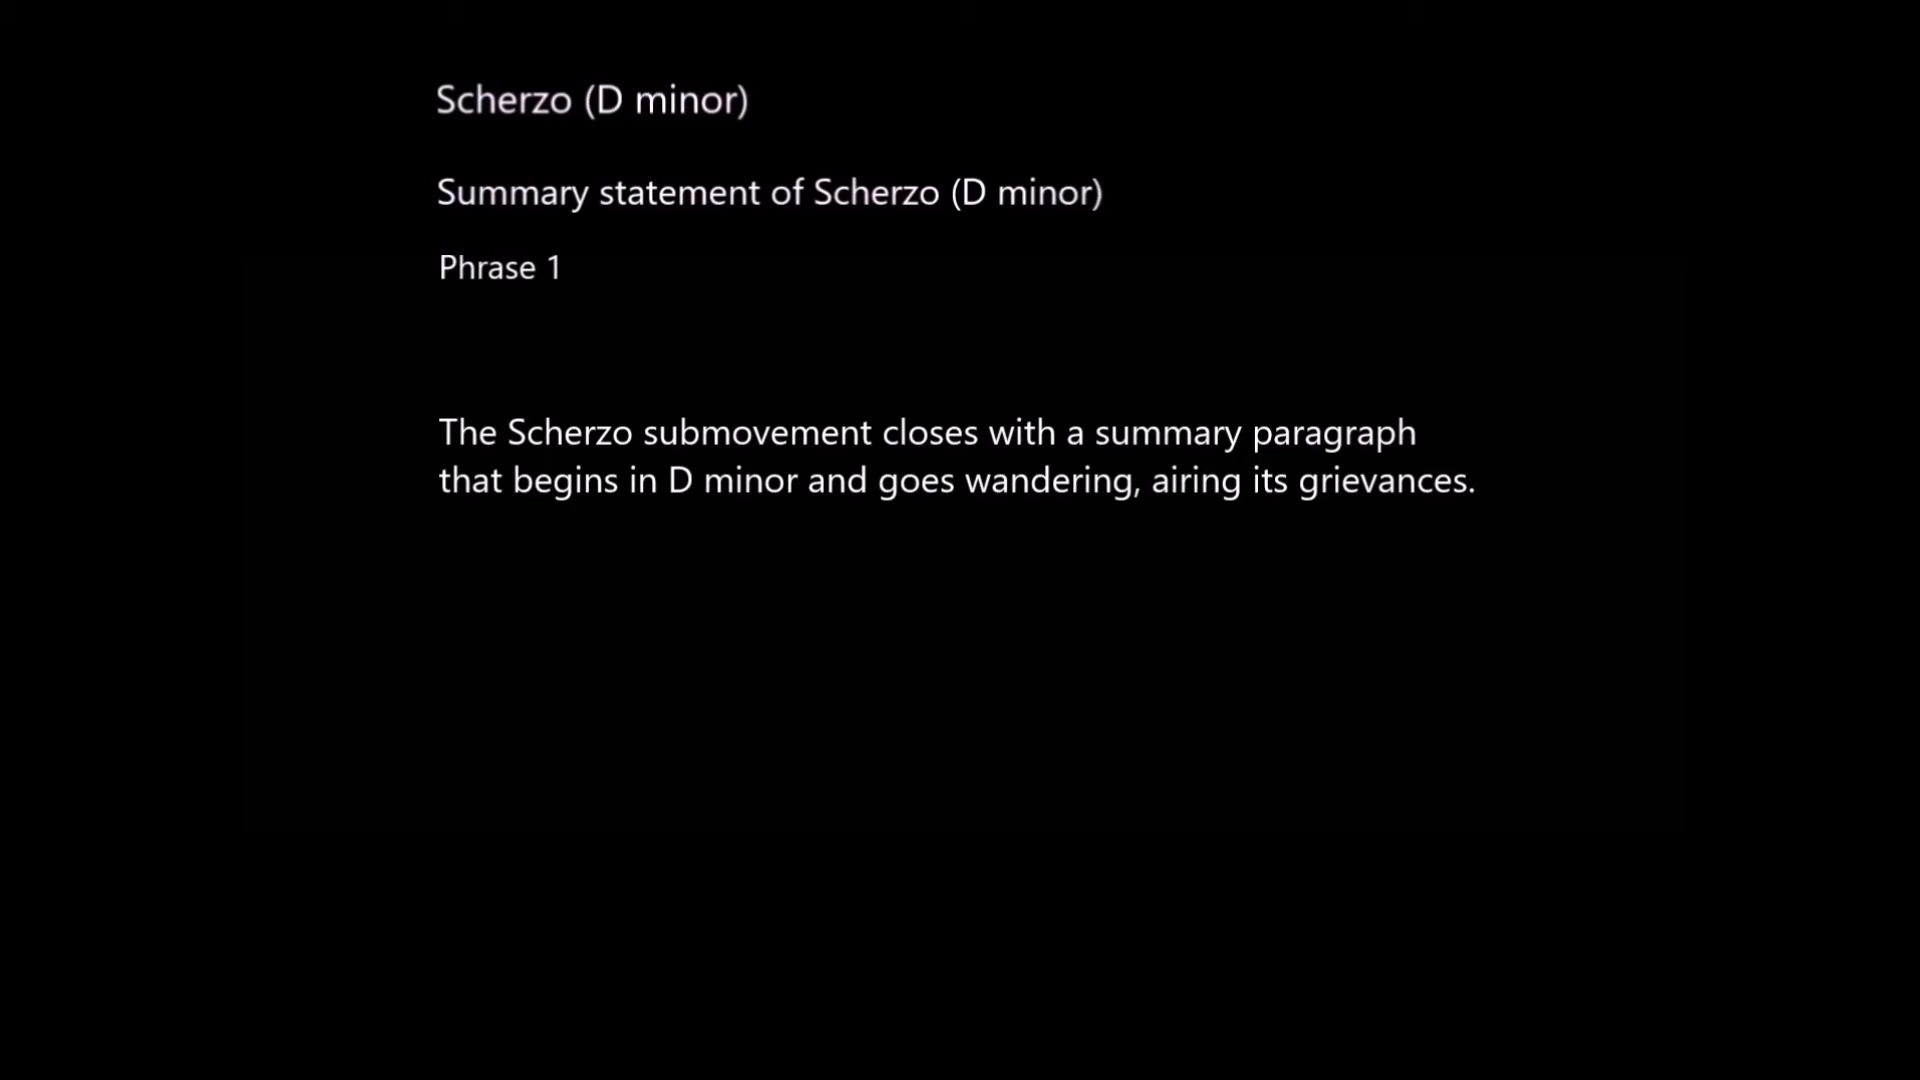 Scherzo (D minor)
Summary statement of Scherzo (D minor)
Phrase 1
The Scherzo submovement closes with a summary paragraph
that begins in D minor and goes wandering, airing its grievances.